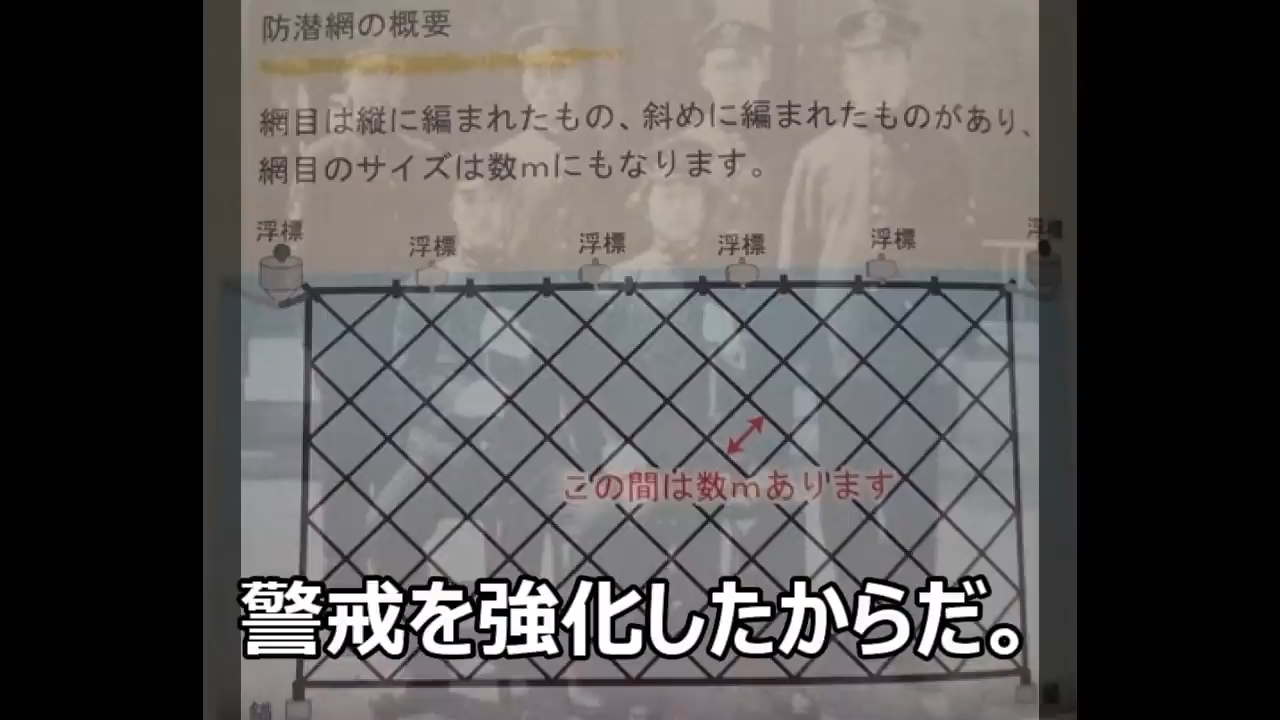 防潜網の概要
網目は縦に編まれたもの、斜めに編まれたものがあり、
網目のサイズは数mにもなります。
浮標
浮標
浮標
浮標
浮標
浮標
この間は数mあります
警戒を強化したからだ。